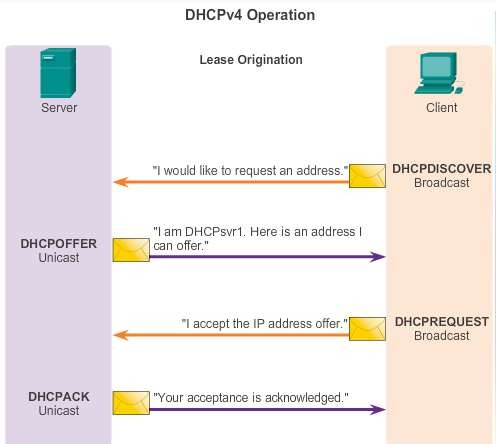 DHCPv4 Operation
Lease Origination
Server
Client
"I would like to request an address."
DHCPDISCOVER
Broadcast
DHCPOFFER
Unicast
"I am DHCPsvr1. Here is an address I
can offer."
"I accept the IP address offer."
DHCPREQUEST
Broadcast
DHCPACK
Unicast
"Your acceptance is acknowledged."